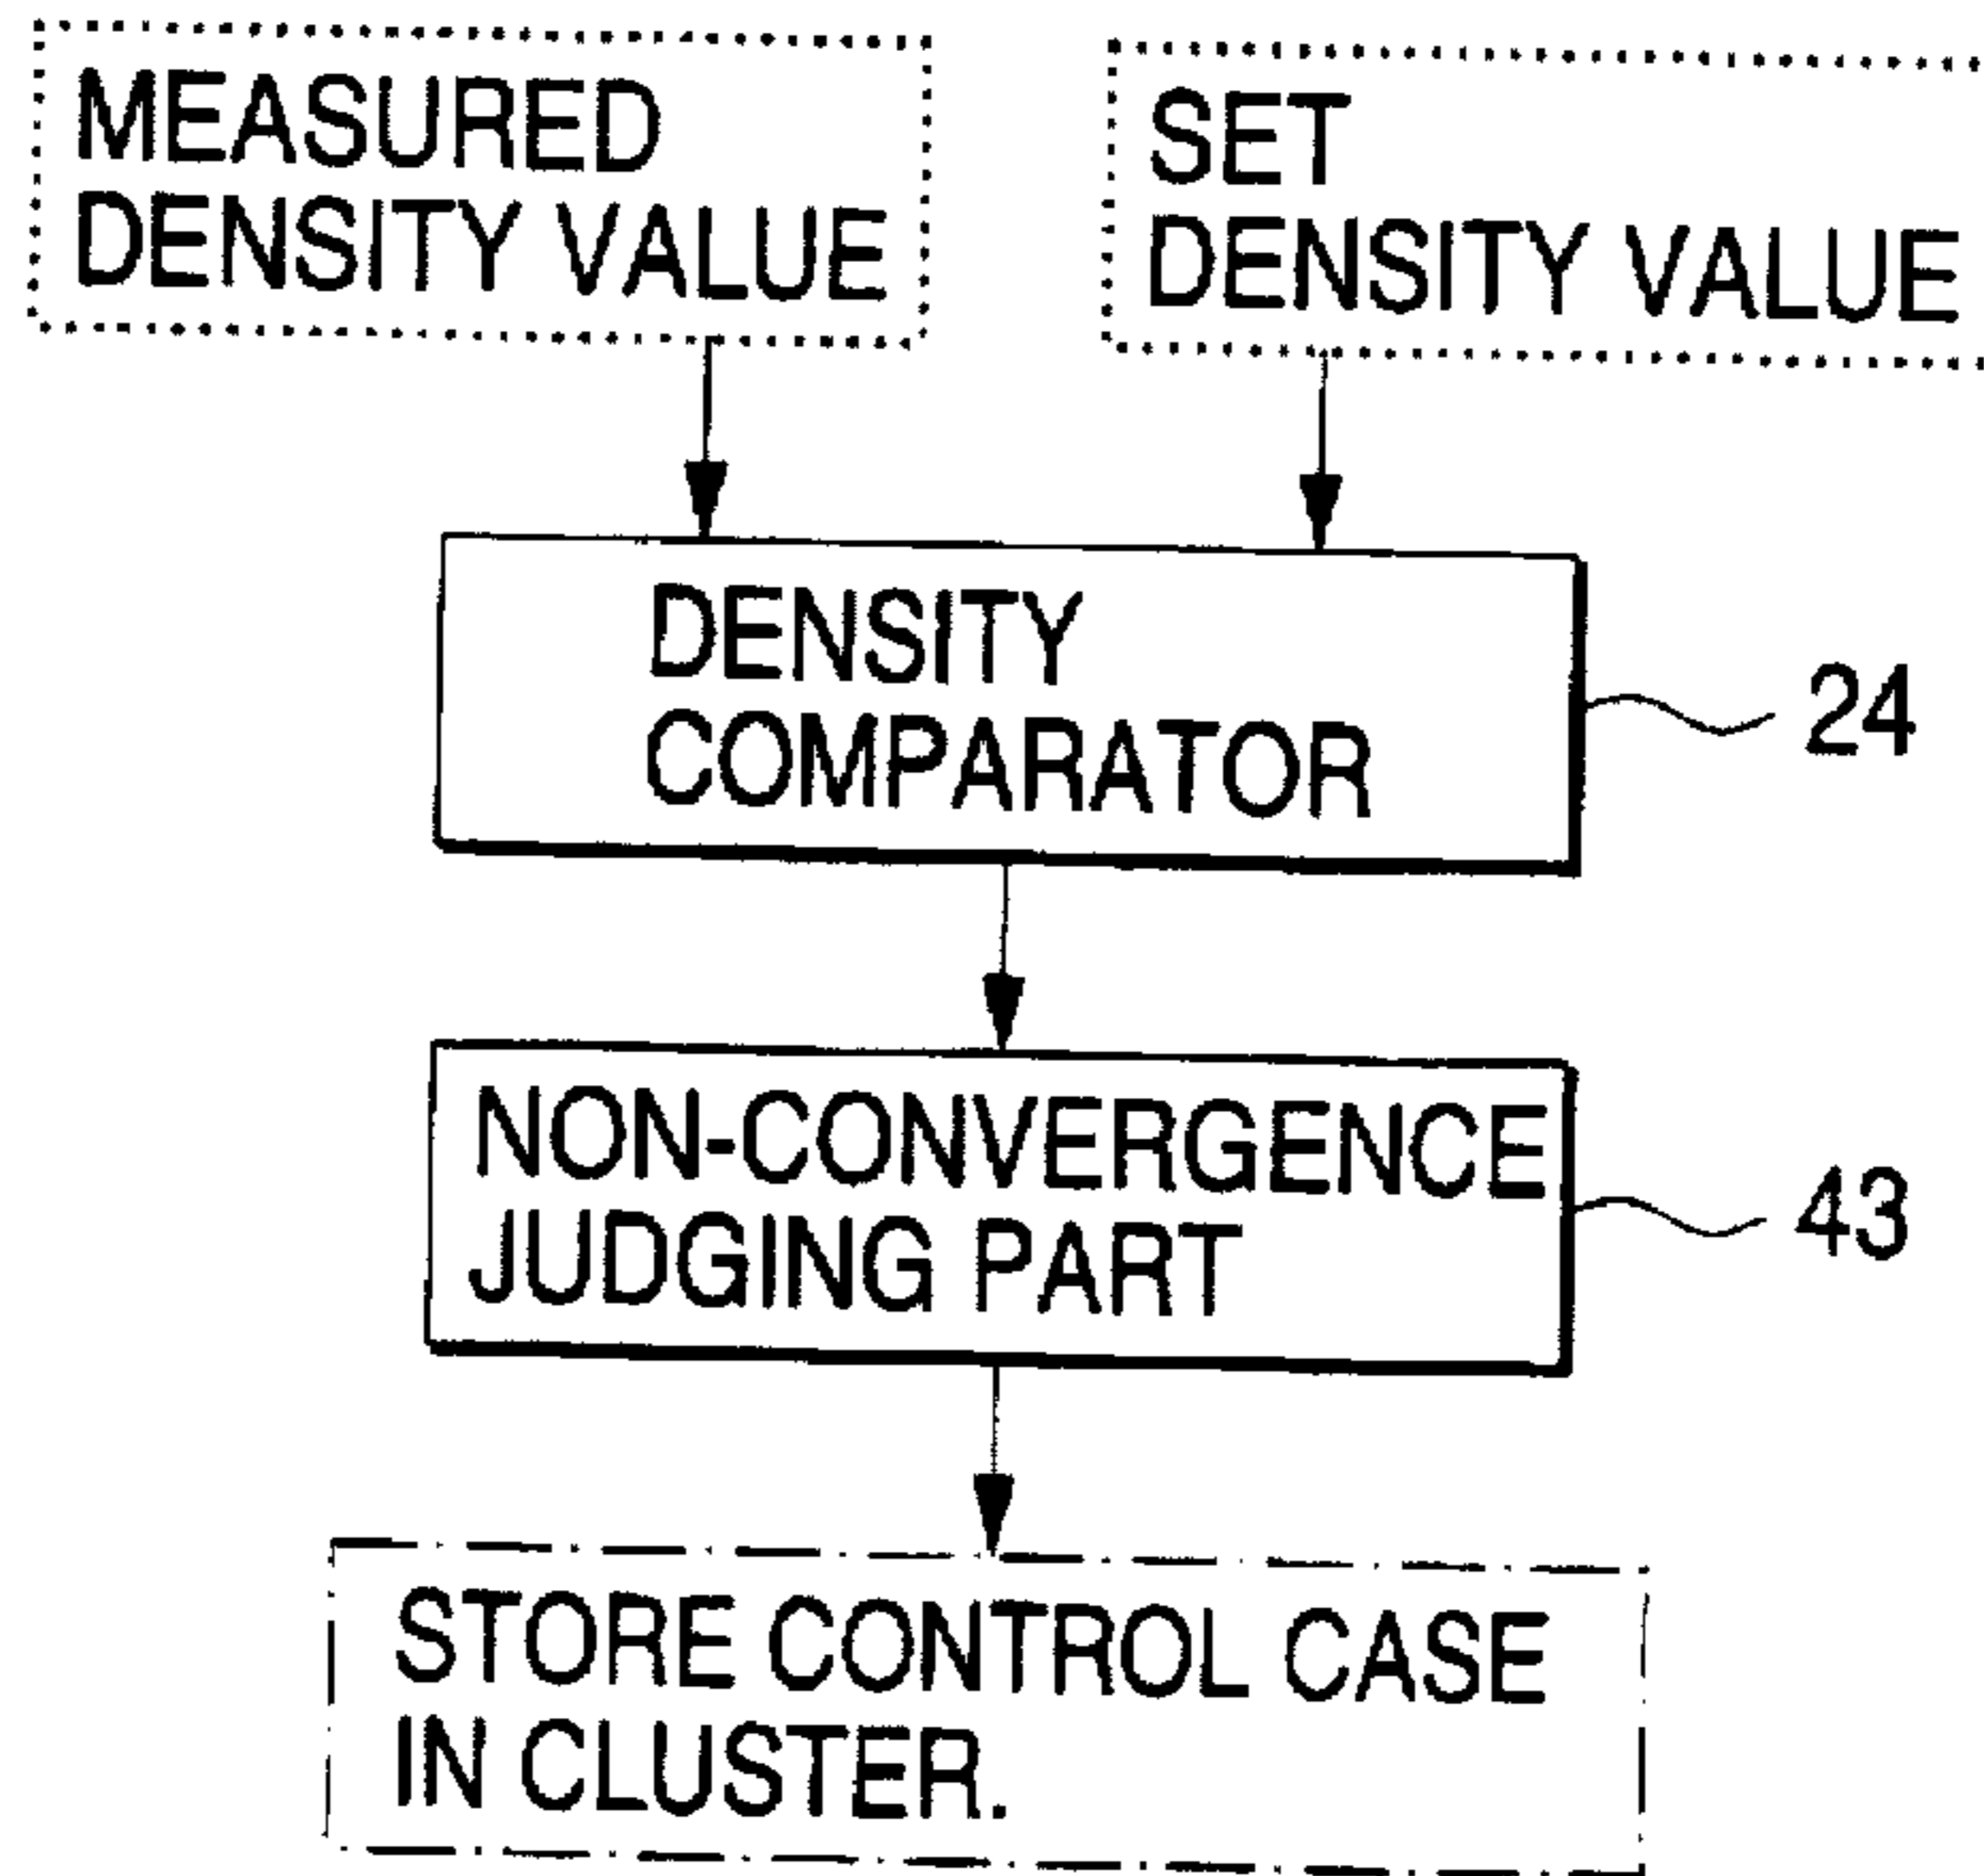 MEASURED
DENSITY VALUE
SET
DENSITY VALUE
DENSITY
COMPARATOR
24
NON-CONVERGENCE
JUDGING PART
43
STORE CONTROL CASE
IN CLUSTER.